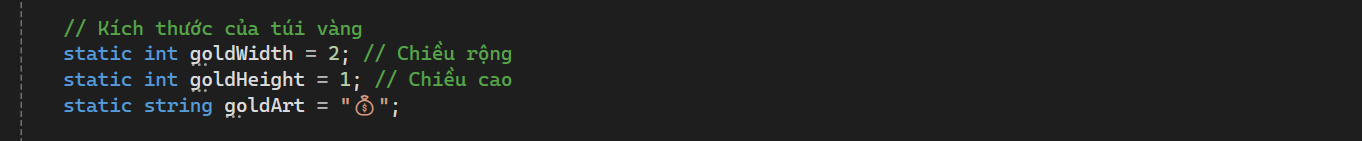 // Kích thước của túi vàng
static int goldWidth = 2; // Chiều rộng
static int goldHeight = 1; // Chiều cao
static string goldArt = "💰";